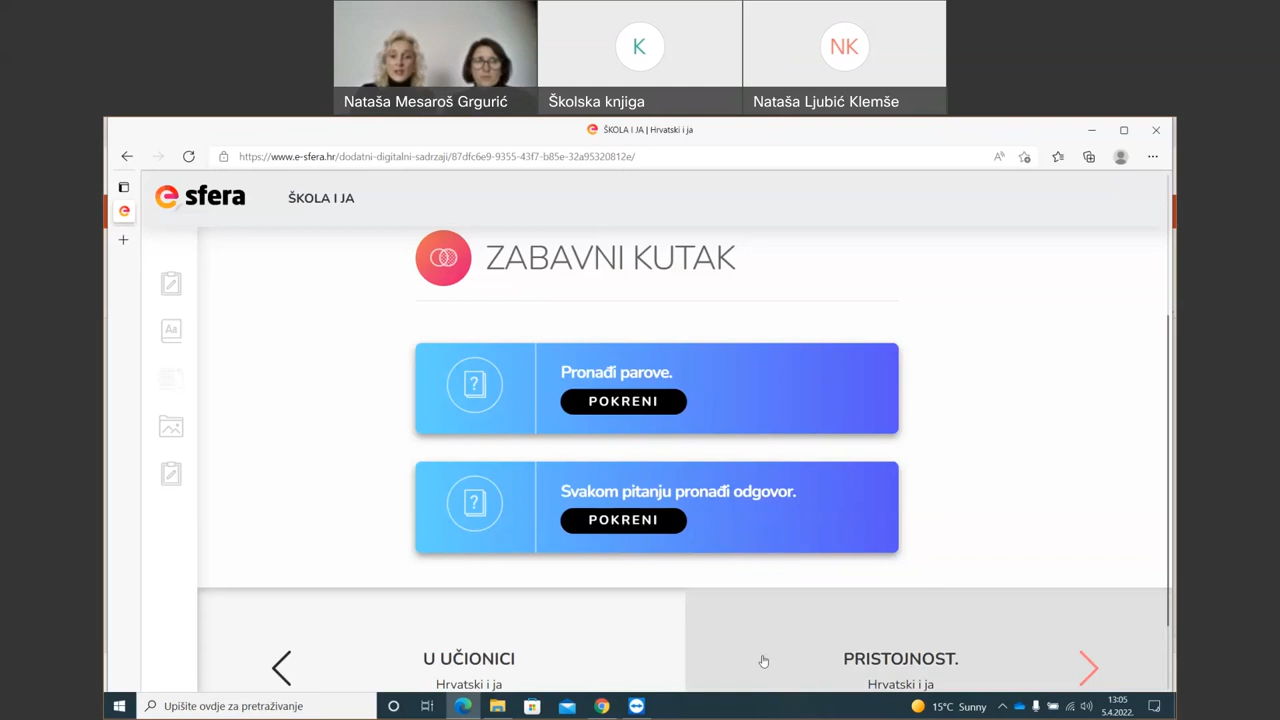 K
NK
Nataša Mesaroš Grgurić
Školska knjiga
Nataša Ljubić Klemše
ŠKOLA I JA | Hrvatski i ja
https://www.e-sfera.hr/dodatni-digitalni-sadrzaji/87dfc6e9-9355-43f7-b85e-32a95320812e/
e sfera
ŠKOLA I JA
ZABAVNI KUTAK
Aa
Pronađi parove.
POKRENI
Svakom pitanju pronađi odgovor.
POKRENI
U UČIONICI
Hrvatski i ja
PRISTOJNOST.
Hrvatski i ja
Upišite ovdje za pretraživanje
15°C Sunny
13:05
5.4.2022.